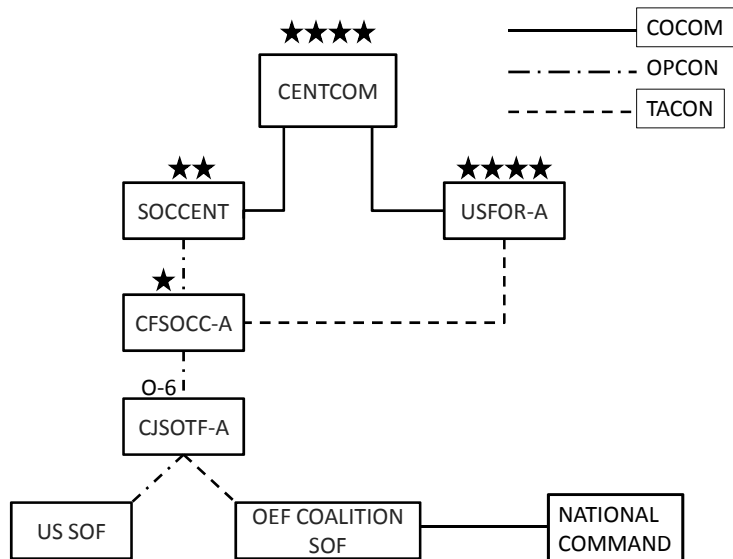 CENTCOM
COCOM
OPCON
TACON
SOCCENT
USFOR-A
CFSOCC-A
O-6
CJSOTF-A
US SOF
OEF COALITION
SOF
NATIONAL
COMMAND